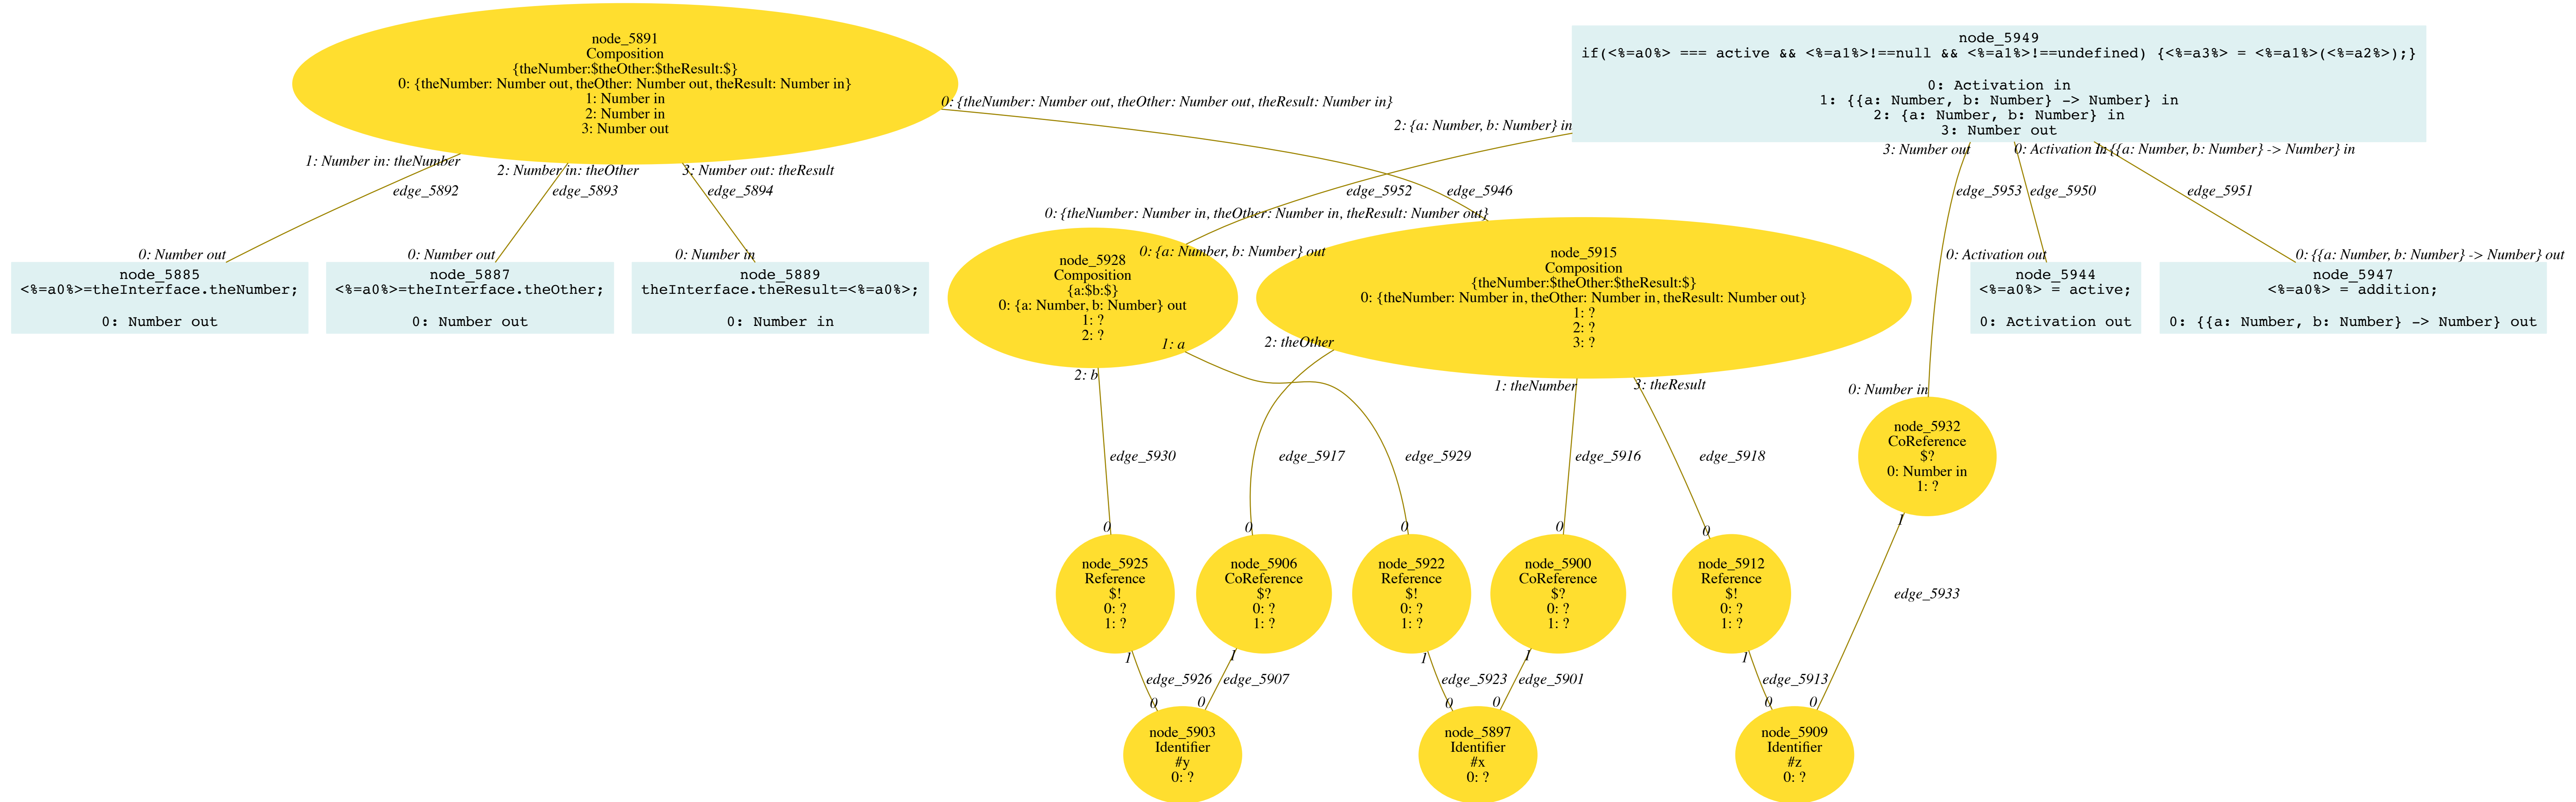 node_5891
Composition
{theNumber:$theOther:$theResult:$}
0: {theNumber: Number out, theOther: Number out, theResult: Number in}
1: Number in
2: Number in
3: Number out
node_5949
if(<%=a0%> === active && <%=a1%>!==null && <%=a1%>!==undefined) {<%=a3%> = <%=a1%>(<%=a2%>);}
0: Activation in
1: {{a: Number, b: Number} -> Number} in
2: {a: Number, b: Number} in
3: Number out
0: {theNumber: Number out, theOther: Number out, theResult: Number in}
2: {a: Number, b: Number} in
1: Number in: theNumber
2: Number in: theOther
3: Number out: theResult
3: Number out
0: Activation in
1: {{a: Number, b: Number} -> Number} in
edge_5892
edge_5893
edge_5894
edge_5952
edge_5946
edge_5953
edge_5950
edge_5951
0: {theNumber: Number in, theOther: Number in, theResult: Number out}
0: Number out
0: Number out
0: Number in
0: {a: Number, b: Number} out
0: Activation out
0: {{a: Number, b: Number} -> Number} out
node_5885
<%=a0%>=theInterface.theNumber;
0: Number out
node_5887
<%=a0%>=theInterface.theOther;
0: Number out
node_5889
theInterface.theResult=<%=a0%>;
0: Number in
node_5928
Composition
{a:$b:$}
0: {a: Number, b: Number} out
1: ?
2: ?
node_5915
Composition
{theNumber:$theOther:$theResult:$}
0: {theNumber: Number in, theOther: Number in, theResult: Number out}
1: ?
2: ?
3: ?
node_5944
<%=a0%> = active;
0: Activation out
node_5947
<%=a0%> = addition;
0: {{a: Number, b: Number} -> Number} out
1: a
2: theOther
2: b
1: theNumber
3: theResult
0: Number in
node_5932
CoReference
$?
0: Number in
1: ?
edge_5930
edge_5917
edge_5929
edge_5916
edge_5918
0
0
0
0
0
1
node_5925
Reference
$!
0: ?
1: ?
node_5906
CoReference
$?
0: ?
1: ?
node_5922
Reference
$!
0: ?
1: ?
node_5900
CoReference
$?
0: ?
1: ?
node_5912
Reference
$!
0: ?
1: ?
edge_5933
1
1
1
1
1
edge_5926
edge_5907
edge_5923
edge_5901
edge_5913
0
0
0
0
0
0
node_5903
Identifier
#y
0: ?
node_5897
Identifier
#x
0: ?
node_5909
Identifier
#z
0: ?